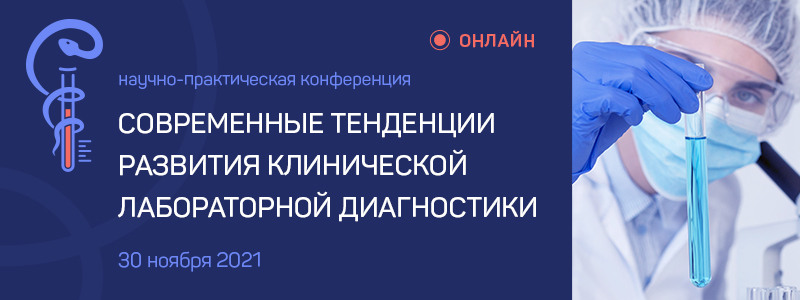 ОНЛАЙН
научно-практическая конференция
СОВРЕМЕННЫЕ ТЕНДЕНЦИИ
РАЗВИТИЯ КЛИНИЧЕСКОЙ
ЛАБОРАТОРНОЙ ДИАГНОСТИКИ
30 ноября 2021